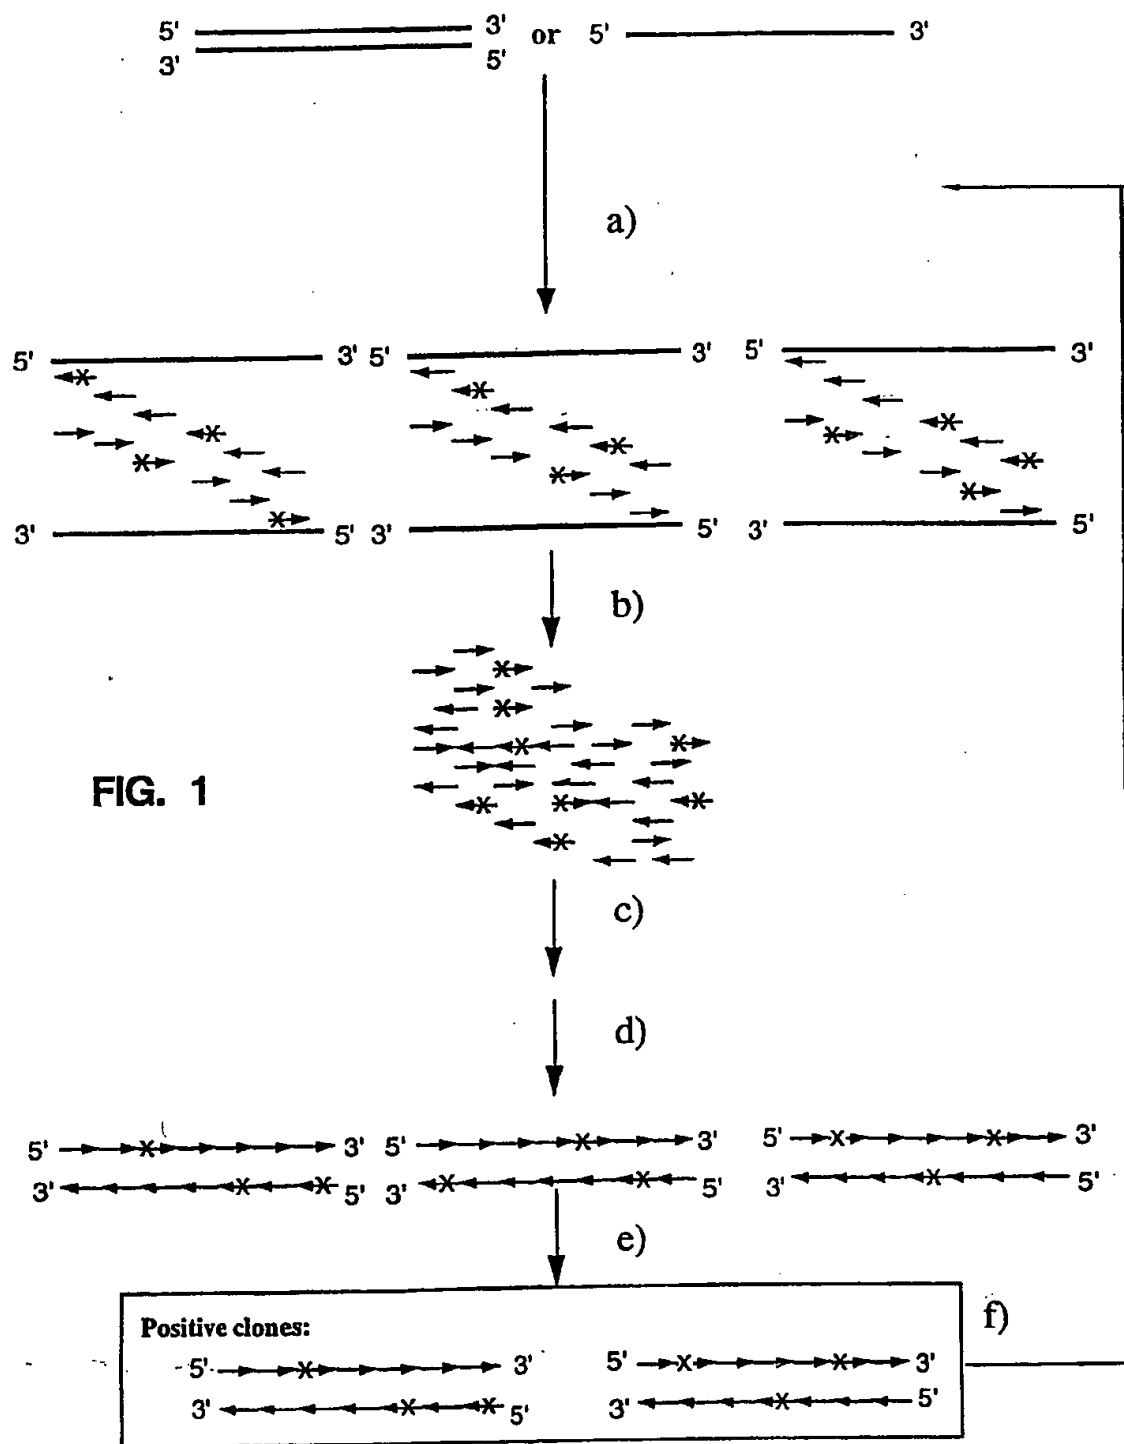 5' 3' or 5' 3'
3' 5'
a)
5' 3' 5' 3' 5' 3'
3' 5' 3' 5' 3' 5'
b)
FIG. 1
c)
d)
5' 3' 5' 3' 5' 3'
3' 5' 3' 5' 3' 5'
e)
f)
Positive clones:
5' 3' 5' 3'
3' 5' 3' 5'